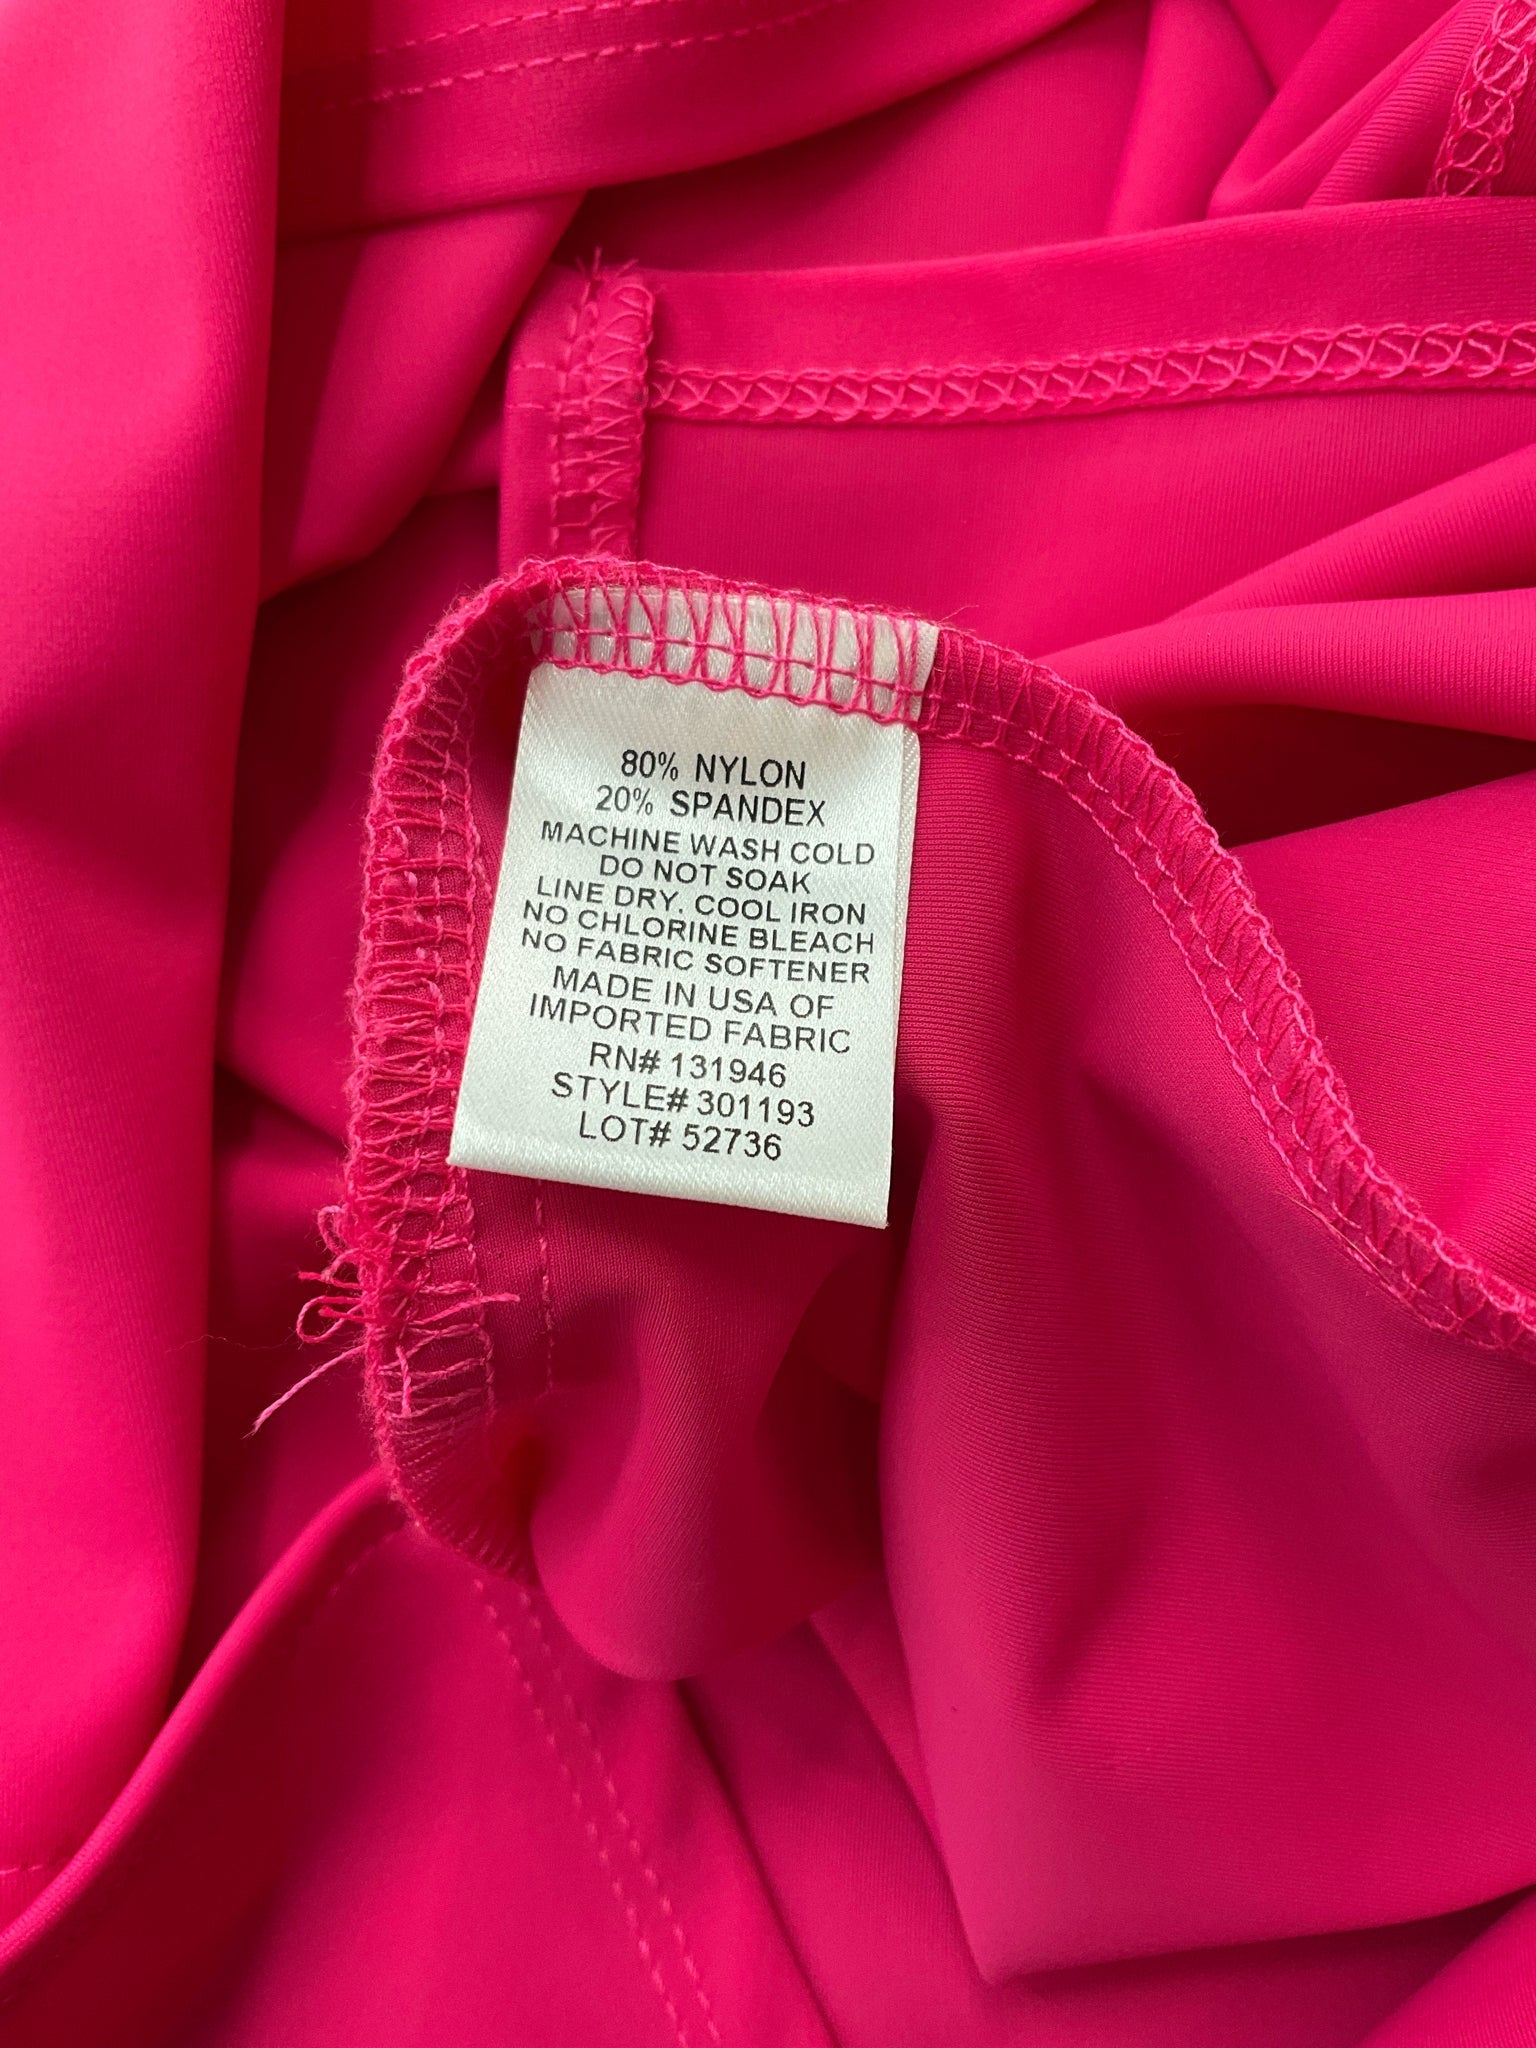 80% NYLON
20% SPANDEX
MACHINE WASH COLD
DO NOT SOAK
LINE DRY. COOL IRON
NO CHLORINE BLEACH
NO FABRIC SOFTENER
MADE IN USA OF
IMPORTED FABRIC
RN# 131946
STYLE# 301193
LOT# 52736